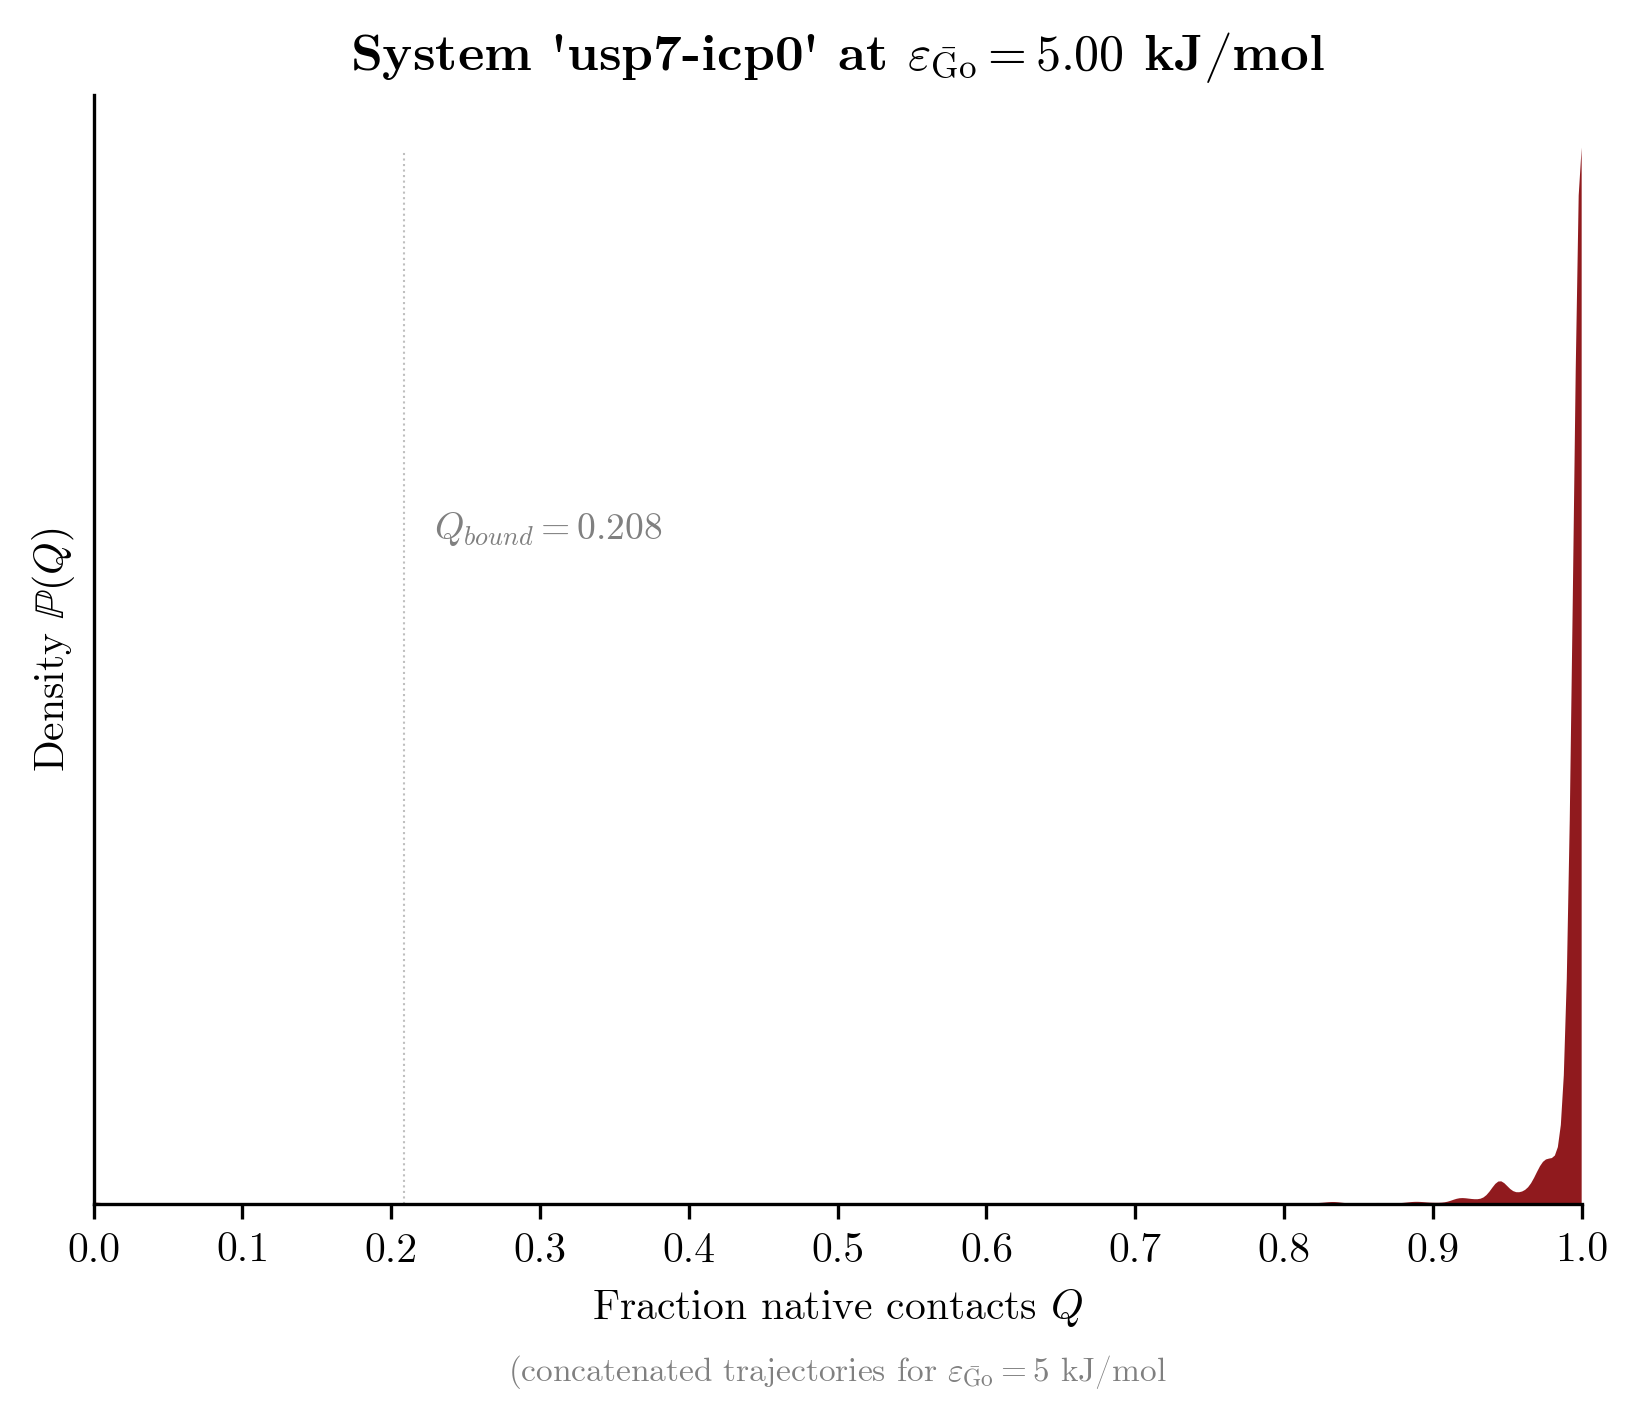 System 'usp7-icp0' at ε_Ḡo = 5.00 kJ/mol
Q_bound = 0.208
Density ℙ(Q)
0.0 0.1 0.2 0.3 0.4 0.5 0.6 0.7 0.8 0.9 1.0
Fraction native contacts Q
(concatenated trajectories for ε_Ḡo = 5 kJ/mol